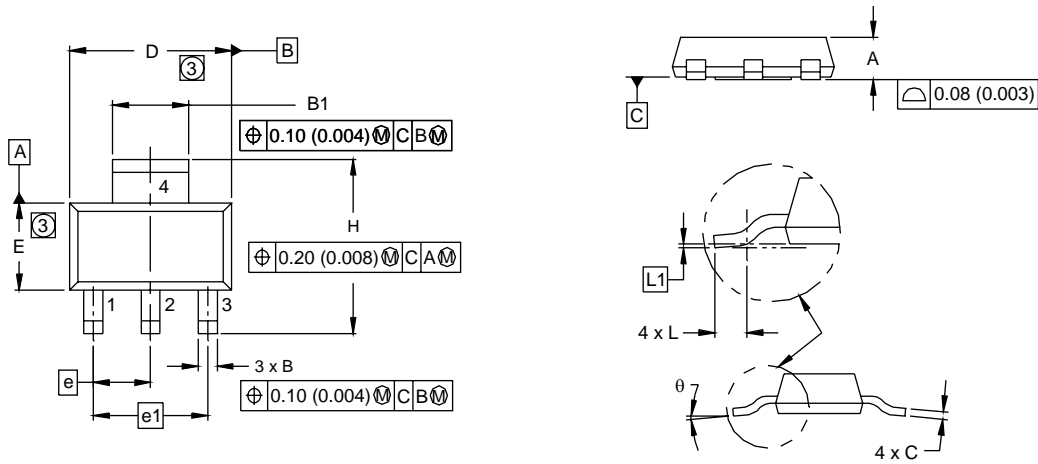 D
B
3
B1
⌖ 0.10 (0.004) Ⓜ C B Ⓜ
A
4
3
E
H
⌖ 0.20 (0.008) Ⓜ C A Ⓜ
1 2 3
3 x B
e
⌖ 0.10 (0.004) Ⓜ C B Ⓜ
e1
A
C
⌓ 0.08 (0.003)
L1
4 x L
θ
4 x C